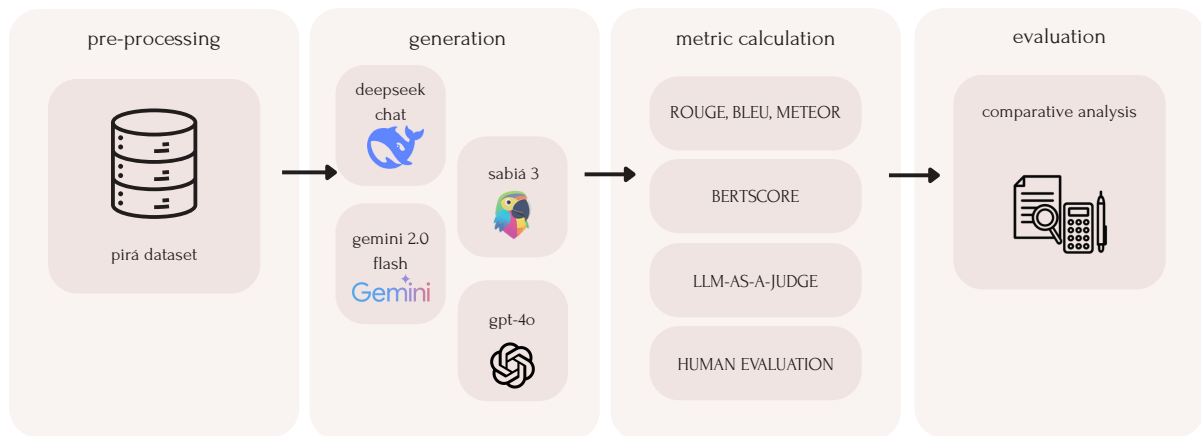 pre-processing
pirá dataset
generation
deepseek
chat
sabiá 3
gemini 2.0
flash
Gemini
gpt-4o
metric calculation
ROUGE, BLEU, METEOR
BERTSCORE
LLM-AS-A-JUDGE
HUMAN EVALUATION
evaluation
comparative analysis